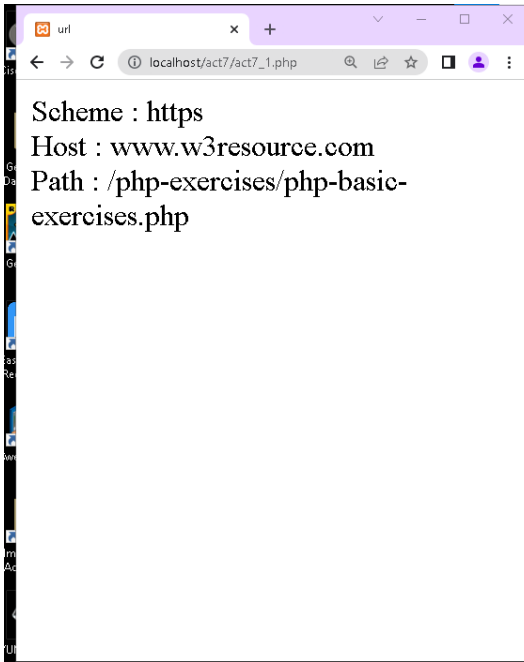 url
localhost/act7/act7_1.php
Scheme : https
Host : www.w3resource.com
Path : /php-exercises/php-basic-
exercises.php